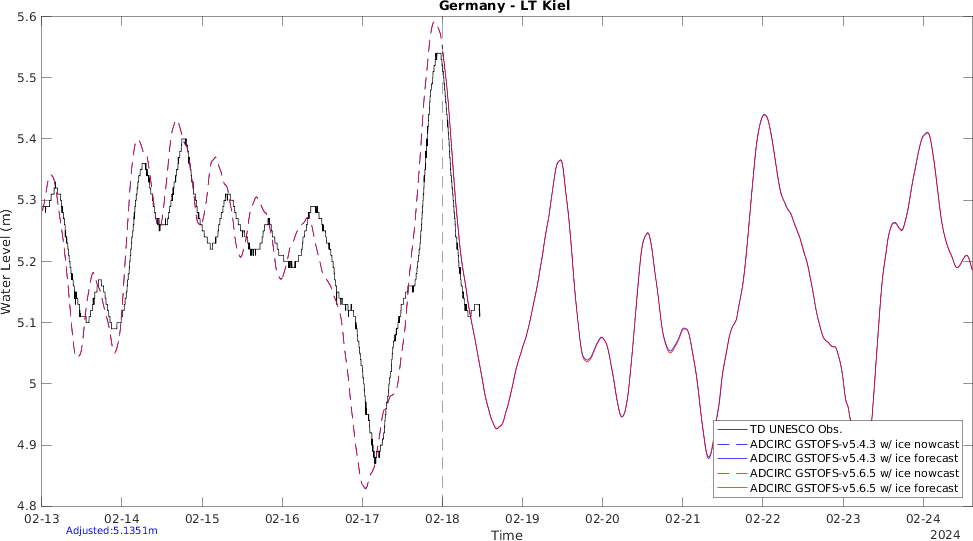 Germany - LT Kiel
5.6
5.5
5.4
5.3
5.2
5.1
5
4.9
4.8
Water Level (m)
TD UNESCO Obs.
ADCIRC GSTOFS-v5.4.3 w/ ice nowcast
ADCIRC GSTOFS-v5.4.3 w/ ice forecast
ADCIRC GSTOFS-v5.6.5 w/ ice nowcast
ADCIRC GSTOFS-v5.6.5 w/ ice forecast
02-13 02-14 02-15 02-16 02-17 02-18 02-19 02-20 02-21 02-22 02-23 02-24
Adjusted:5.1351m
Time
2024